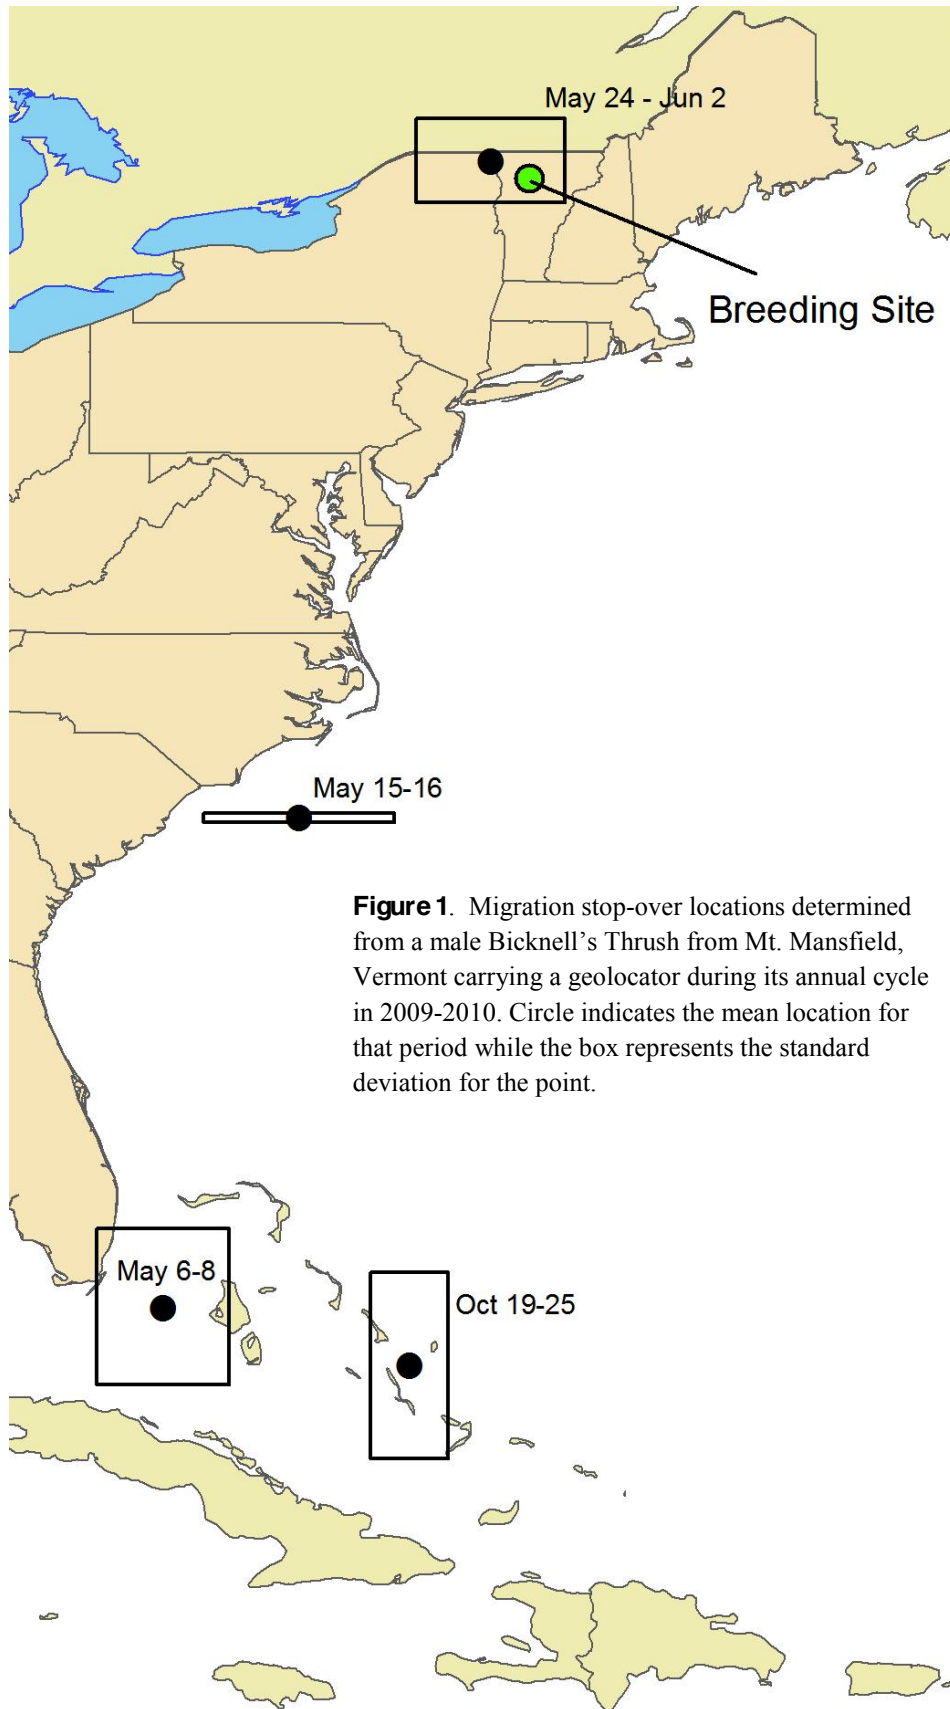 May 24 - Jun 2
Breeding Site
May 15-16
Figure 1. Migration stop-over locations determined
from a male Bicknell's Thrush from Mt. Mansfield,
Vermont carrying a geolocator during its annual cycle
in 2009-2010. Circle indicates the mean location for
that period while the box represents the standard
deviation for the point.
May 6-8
Oct 19-25